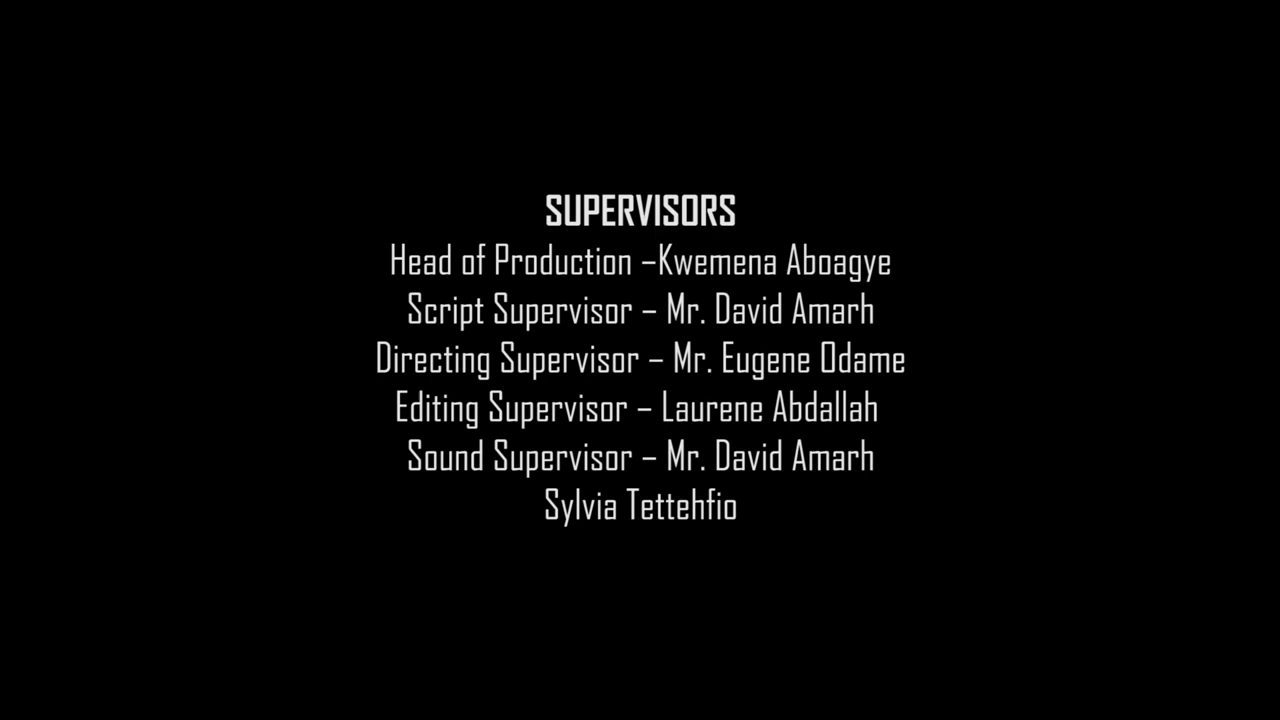 SUPERVISORS
Head of Production –Kwemena Aboagye
Script Supervisor – Mr. David Amarh
Directing Supervisor – Mr. Eugene Odame
Editing Supervisor – Laurene Abdallah
Sound Supervisor – Mr. David Amarh
Sylvia Tettehfio